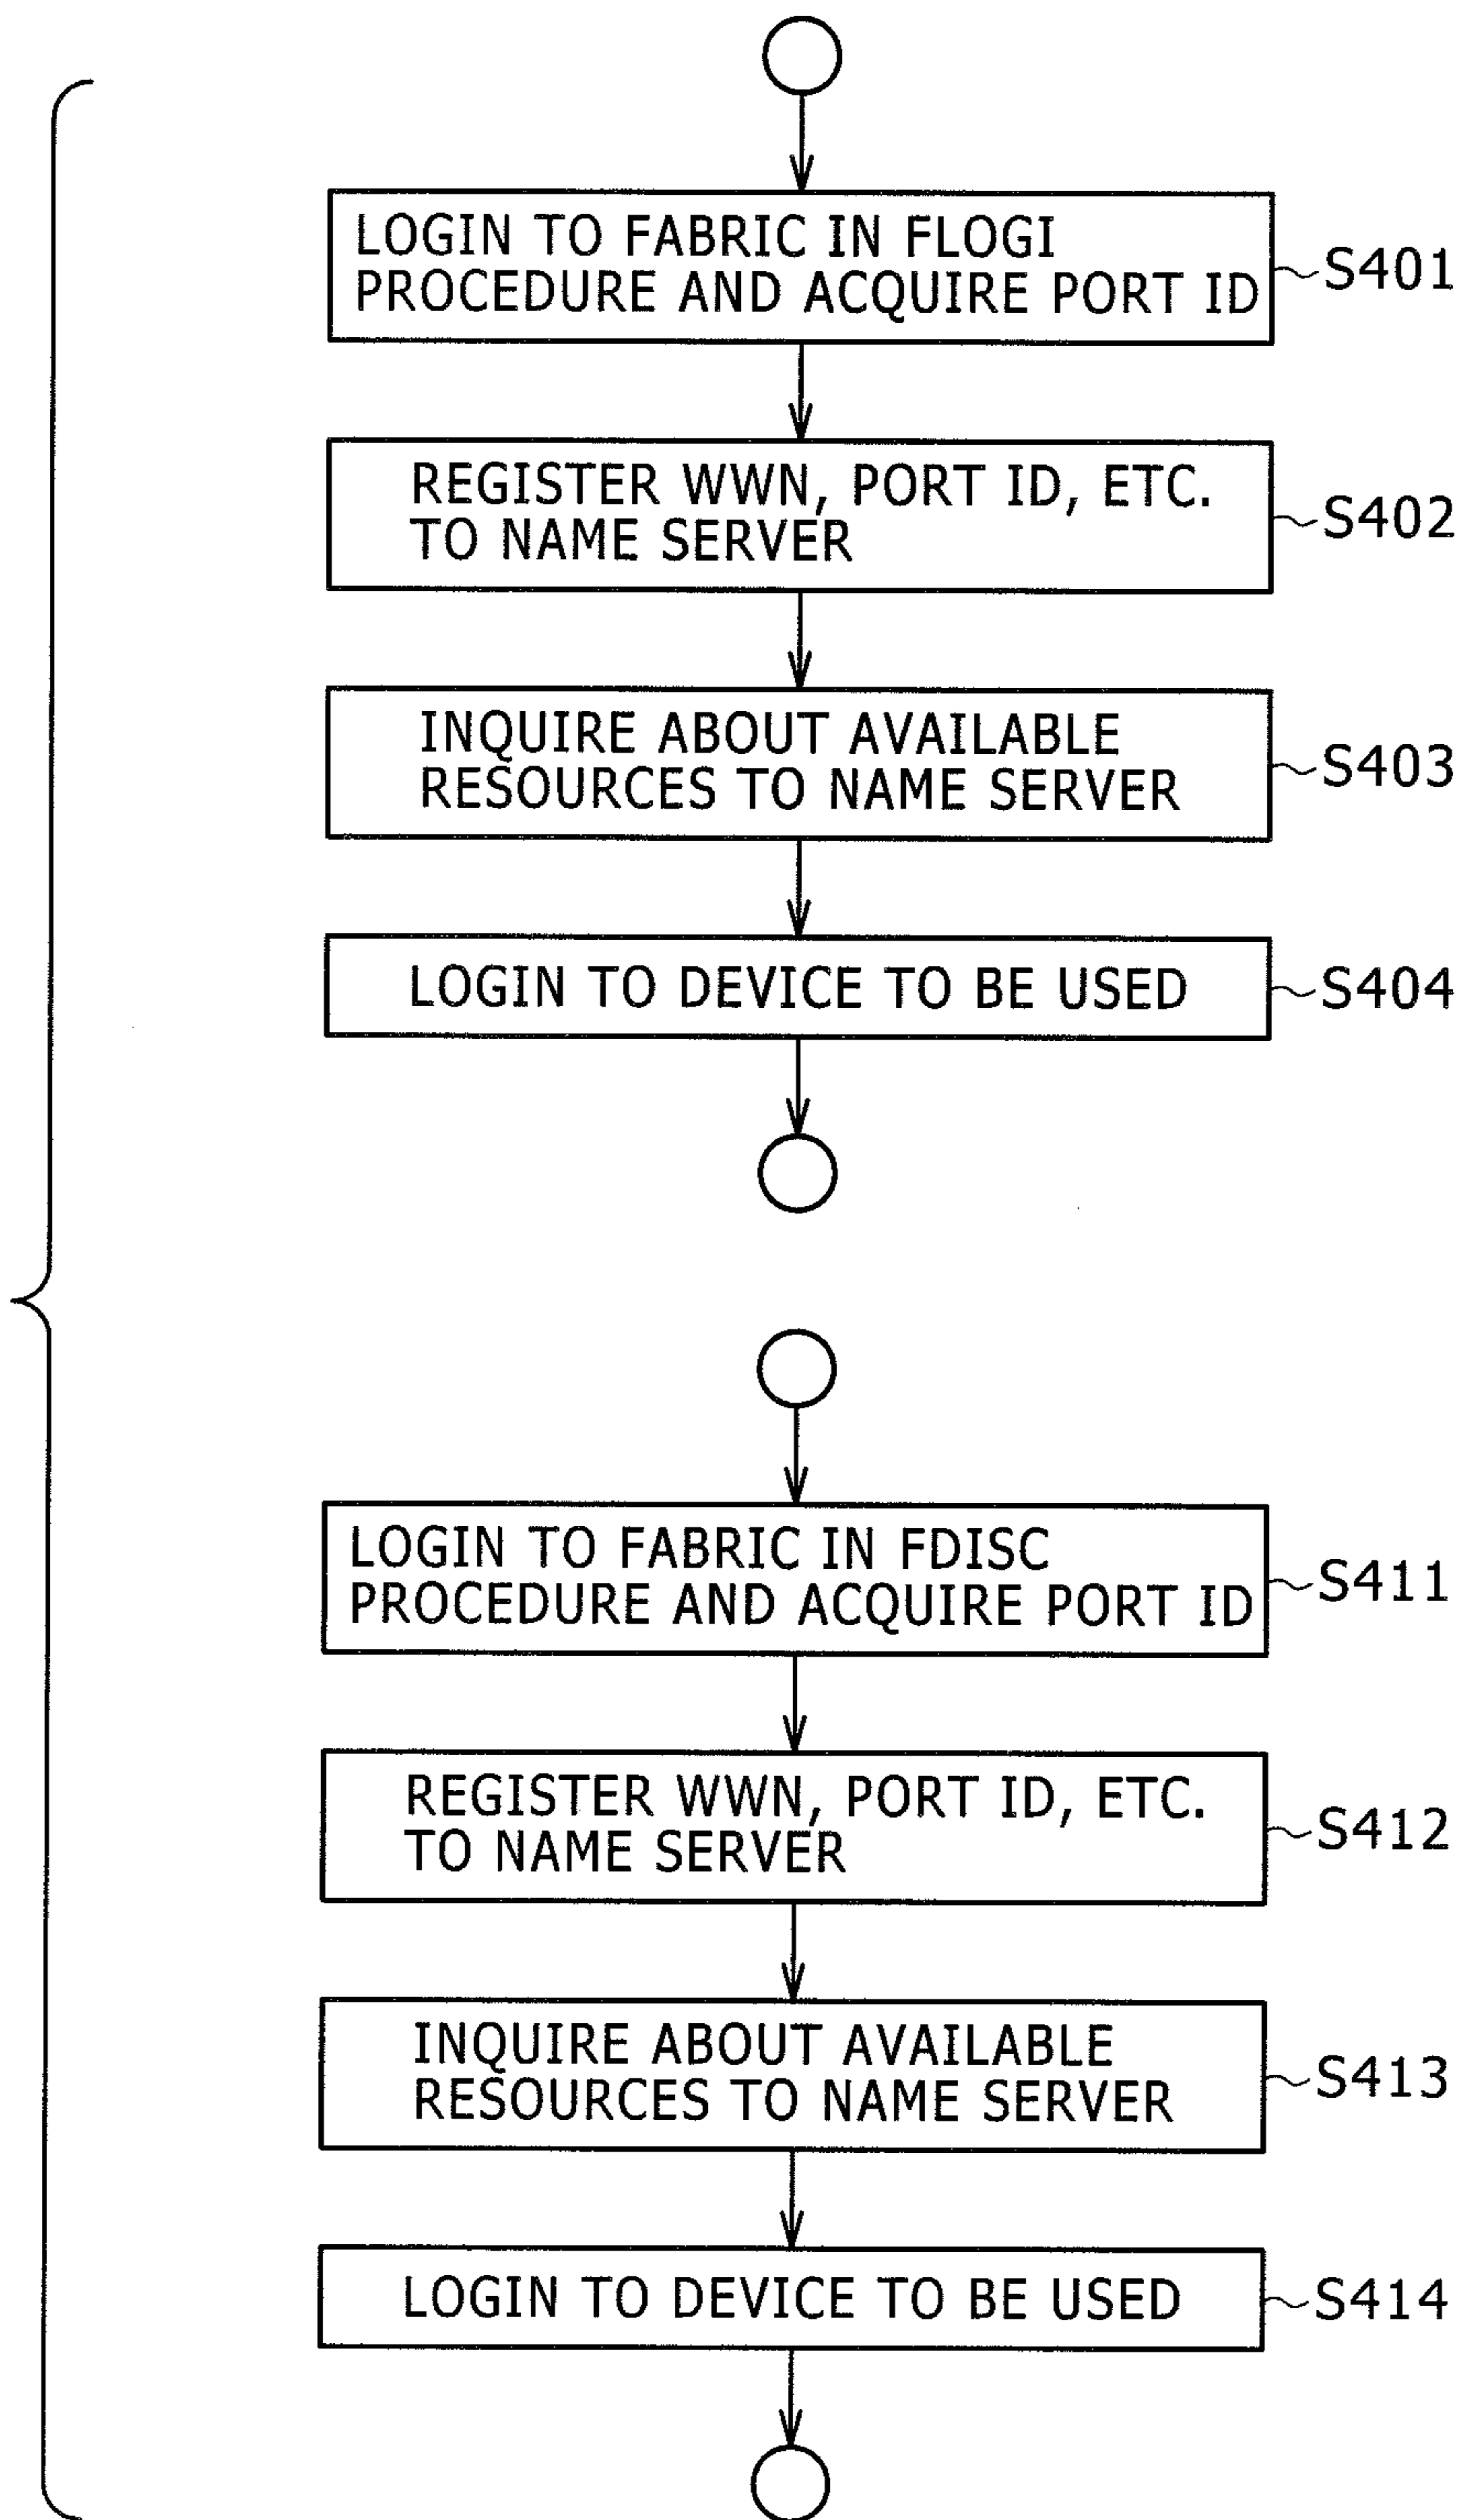 LOGIN TO FABRIC IN FLOGI
PROCEDURE AND ACQUIRE PORT ID
S401
REGISTER WWN, PORT ID, ETC.
TO NAME SERVER
S402
INQUIRE ABOUT AVAILABLE
RESOURCES TO NAME SERVER
S403
LOGIN TO DEVICE TO BE USED
S404
LOGIN TO FABRIC IN FDISC
PROCEDURE AND ACQUIRE PORT ID
S411
REGISTER WWN, PORT ID, ETC.
TO NAME SERVER
S412
INQUIRE ABOUT AVAILABLE
RESOURCES TO NAME SERVER
S413
LOGIN TO DEVICE TO BE USED
S414